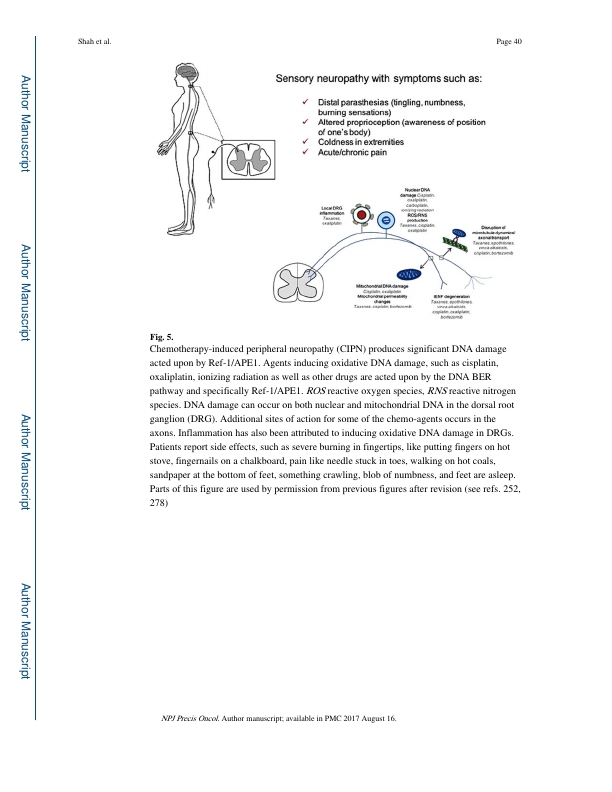 Shah et al.
Page 40
Author Manuscript
Author Manuscript
Author Manuscript
Author Manuscript
Sensory neuropathy with symptoms such as:
✓ Distal parasthesias (tingling, numbness,
burning sensations)
✓ Altered proprioception (awareness of position
of one's body)
✓ Coldness in extremities
✓ Acute/chronic pain
Local DRG
inflammation
Taxanes,
oxaliplatin
Nuclear DNA
damage Cisplatin,
oxaliplatin,
carboplatin,
ionizing radiation
ROS/RNS
production
Taxanes, cisplatin,
oxaliplatin
Disruption of
microtubule dynamics/
axonal transport
Taxanes, epothilones,
vinca alkaloids,
cisplatin, bortezomib
Mitochondrial DNA damage
Cisplatin, oxaliplatin
Mitochondrial permeability
changes
Taxanes, cisplatin, bortezomib
IENF degeneration
Taxanes, epothilones,
vinca alkaloids,
cisplatin, oxaliplatin,
bortezomib
Fig. 5.
Chemotherapy-induced peripheral neuropathy (CIPN) produces significant DNA damage
acted upon by Ref-1/APE1. Agents inducing oxidative DNA damage, such as cisplatin,
oxaliplatin, ionizing radiation as well as other drugs are acted upon by the DNA BER
pathway and specifically Ref-1/APE1. ROS reactive oxygen species, RNS reactive nitrogen
species. DNA damage can occur on both nuclear and mitochondrial DNA in the dorsal root
ganglion (DRG). Additional sites of action for some of the chemo-agents occurs in the
axons. Inflammation has also been attributed to inducing oxidative DNA damage in DRGs.
Patients report side effects, such as severe burning in fingertips, like putting fingers on hot
stove, fingernails on a chalkboard, pain like needle stuck in toes, walking on hot coals,
sandpaper at the bottom of feet, something crawling, blob of numbness, and feet are asleep.
Parts of this figure are used by permission from previous figures after revision (see refs. 252,
278)
NPJ Precis Oncol. Author manuscript; available in PMC 2017 August 16.